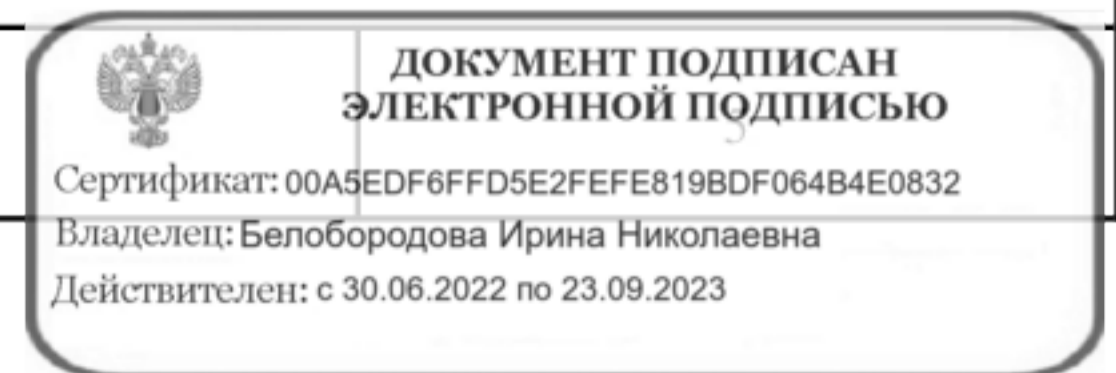 ДОКУМЕНТ ПОДПИСАН
ЭЛЕКТРОННОЙ ПОДПИСЬЮ
Сертификат: 00A5EDF6FFD5E2FEFE819BDF064B4E0832
Владелец: Белобородова Ирина Николаевна
Действителен: с 30.06.2022 по 23.09.2023